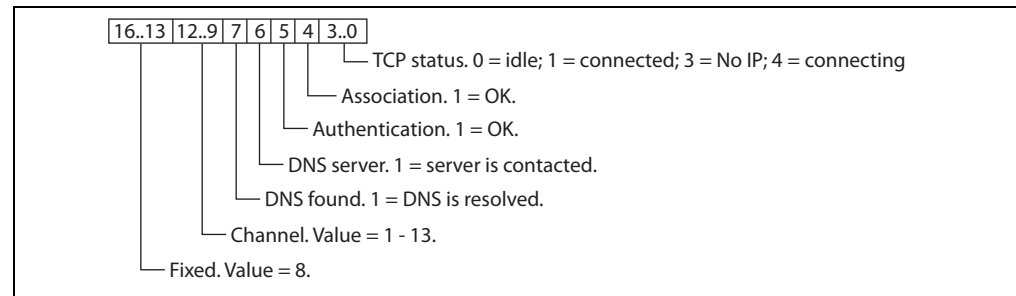 16..13 12..9 7 6 5 4 3..0
TCP status. 0 = idle; 1 = connected; 3 = No IP; 4 = connecting
Association. 1 = OK.
Authentication. 1 = OK.
DNS server. 1 = server is contacted.
DNS found. 1 = DNS is resolved.
Channel. Value = 1 - 13.
Fixed. Value = 8.